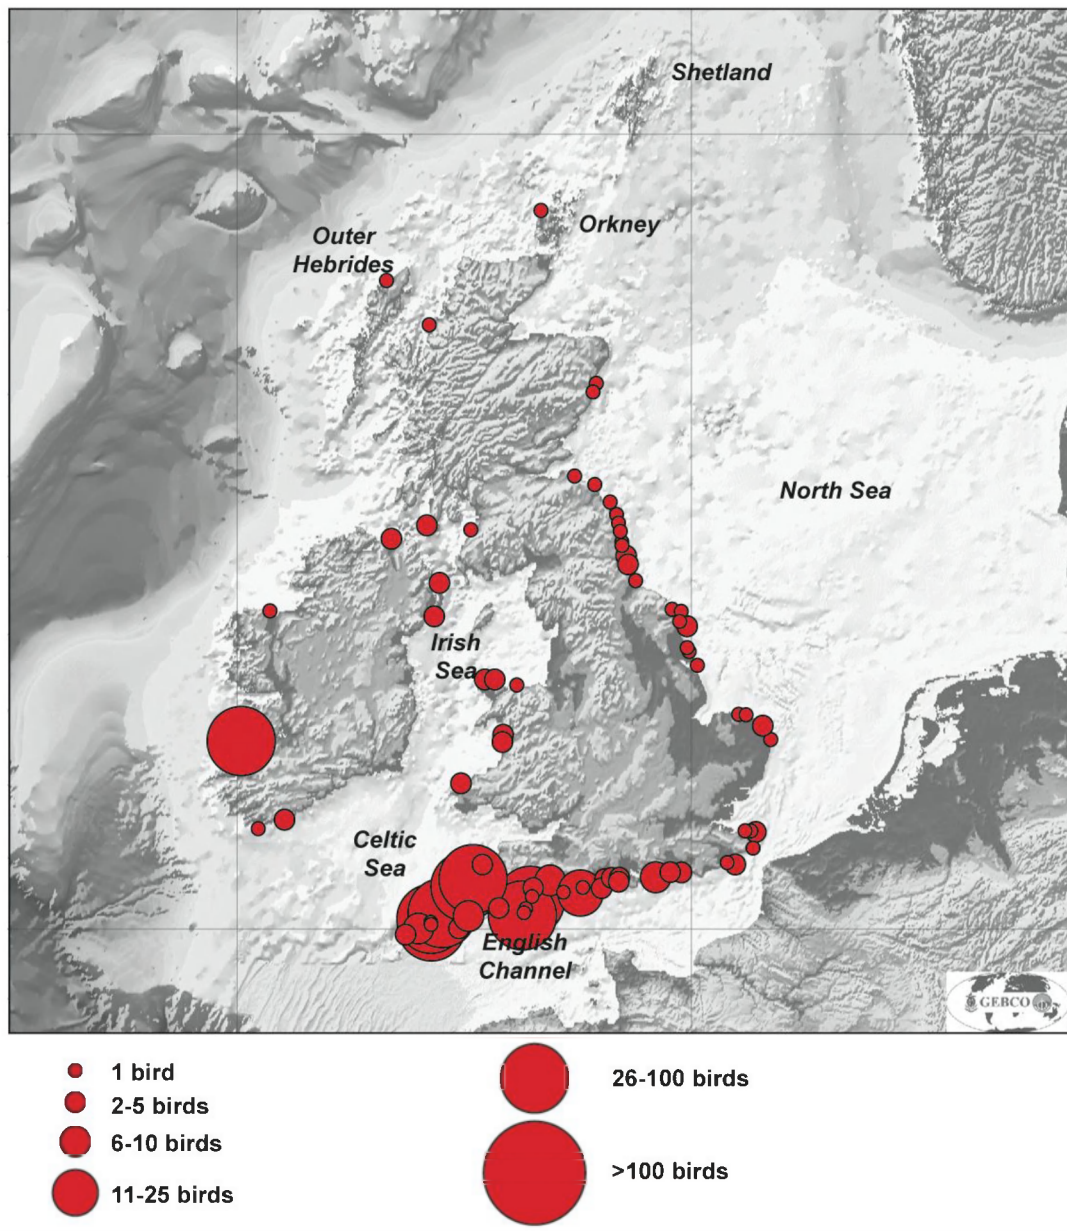 Shetland
Orkney
Outer
Hebrides
North Sea
Irish
Sea
Celtic
Sea
English
Channel
GEBCO
1 bird
2-5 birds
6-10 birds
11-25 birds
26-100 birds
>100 birds